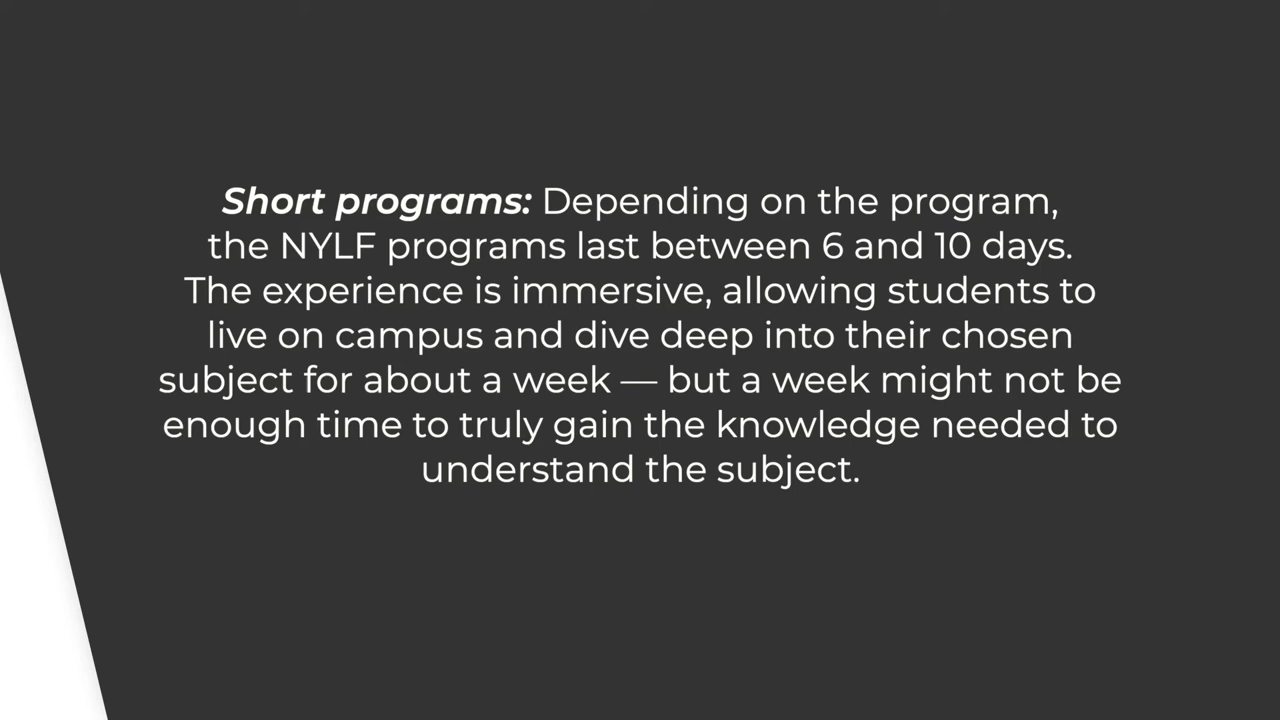 Short programs: Depending on the program,
the NYLF programs last between 6 and 10 days.
The experience is immersive, allowing students to
live on campus and dive deep into their chosen
subject for about a week — but a week might not be
enough time to truly gain the knowledge needed to
understand the subject.